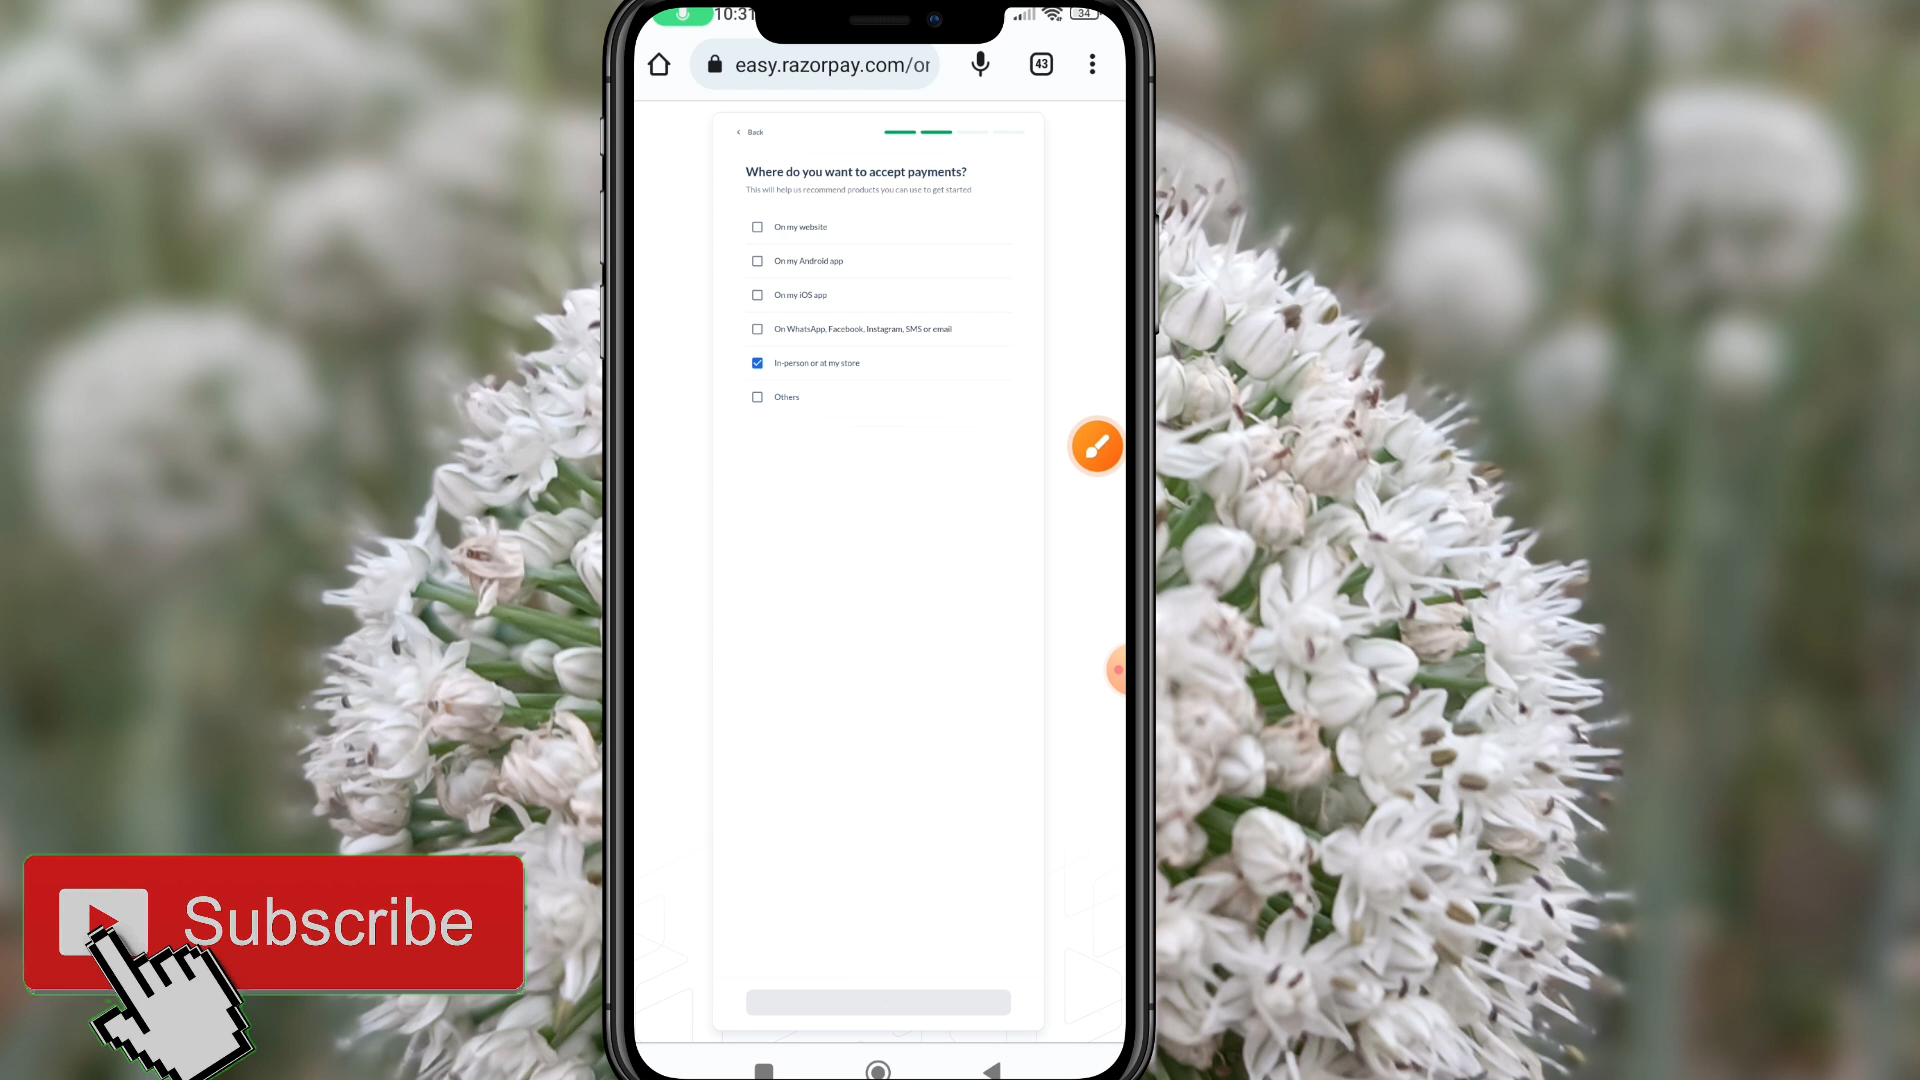 10:31
34
easy.razorpay.com/or
43
Back
Where do you want to accept payments?
This will help us recommend products you can use to get started
On my website
On my Android app
On my iOS app
On WhatsApp, Facebook, Instagram, SMS or email
In-person or at my store
Others
Subscribe